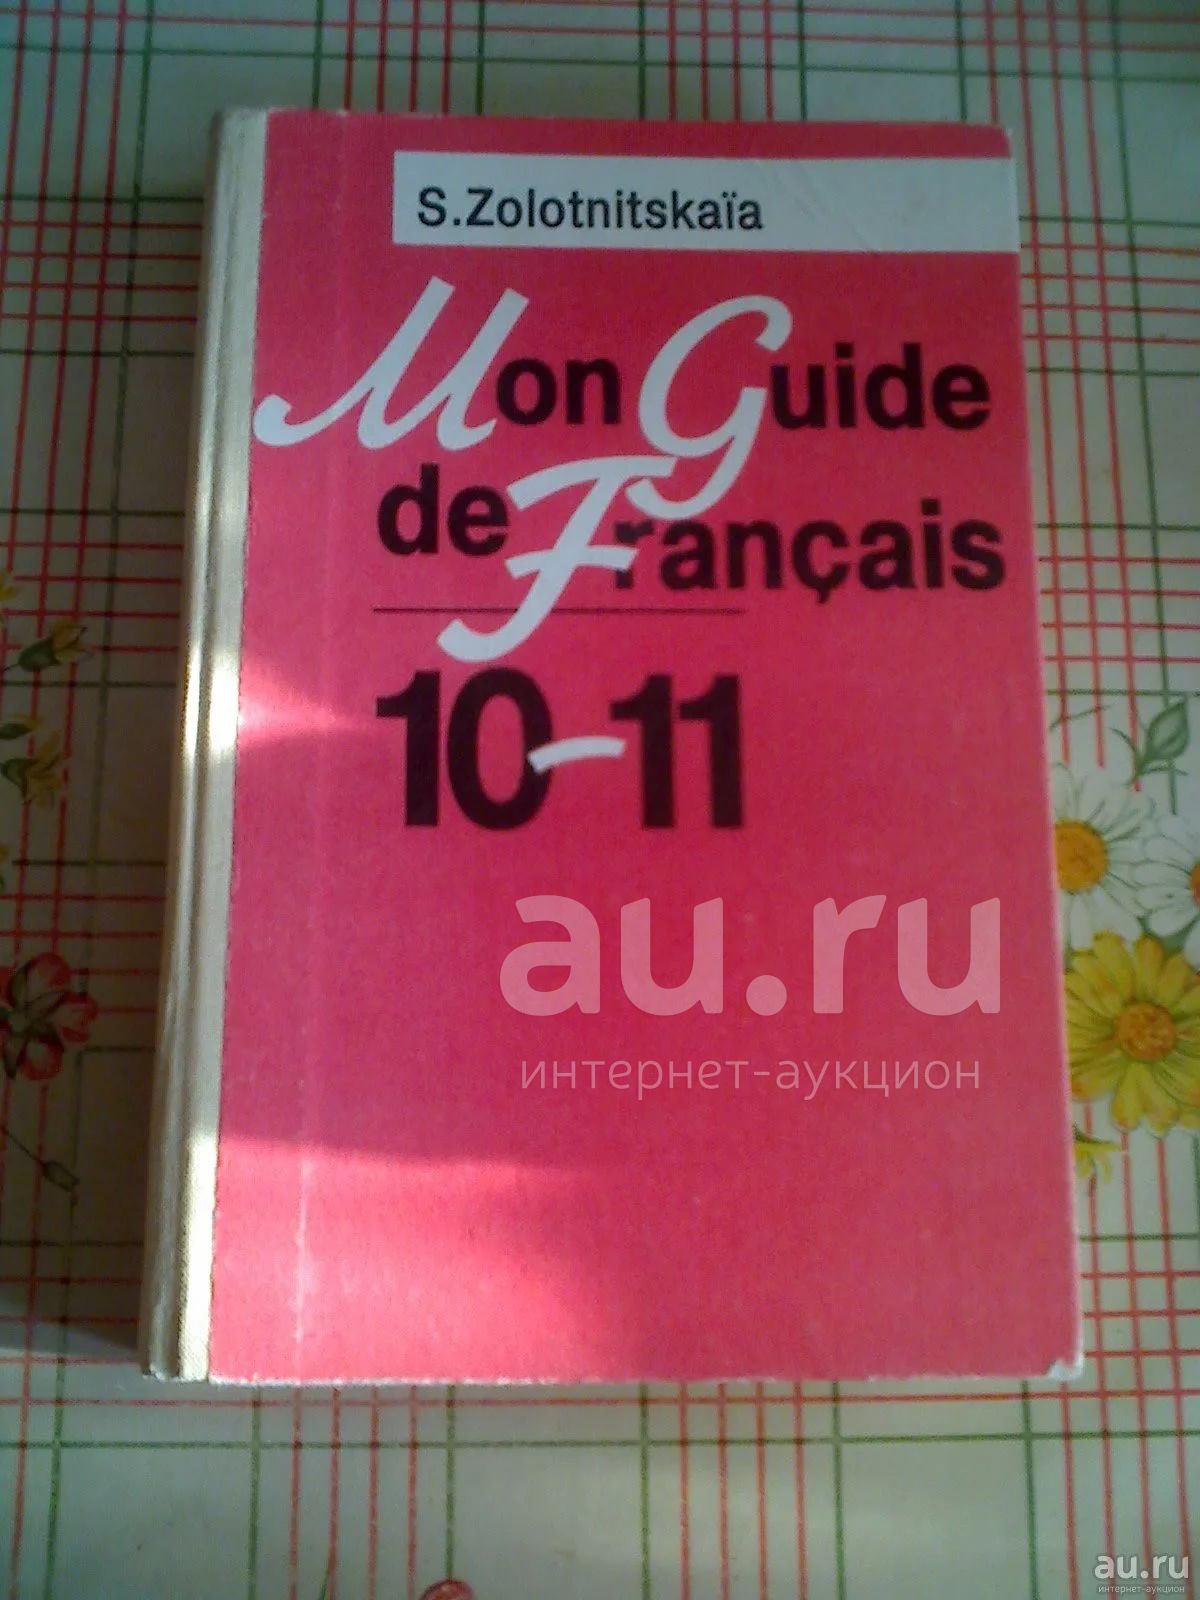 S.Zolotnitskaïa
Mon Guide
de Français
10-11
au.ru
интернет-аукцион
au.ru
интернет-аукцион